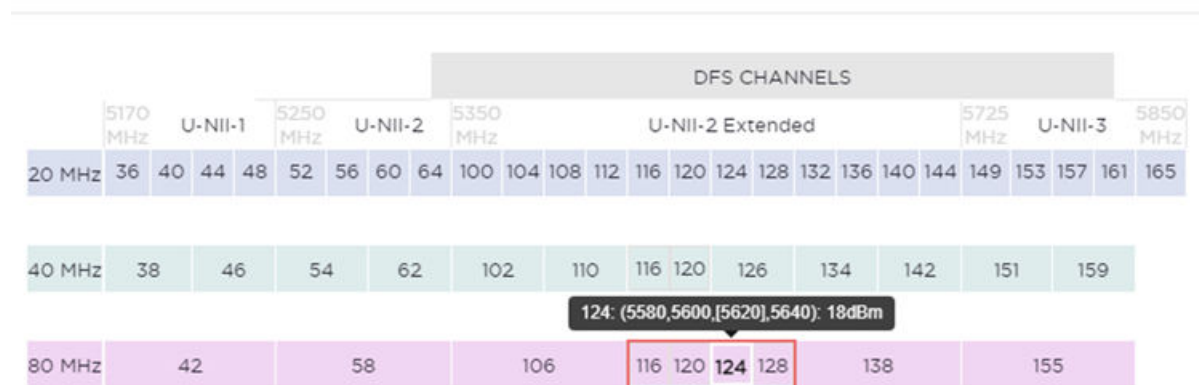 DFS CHANNELS
5170 MHz U-NII-1 5250 MHz U-NII-2 5350 MHz U-NII-2 Extended 5725 MHz U-NII-3 5850 MHz
20 MHz 36 40 44 48 52 56 60 64 100 104 108 112 116 120 124 128 132 136 140 144 149 153 157 161 165
40 MHz 38 46 54 62 102 110 116 120 126 134 142 151 159
124: (5580,5600,[5620],5640): 18dBm
80 MHz 42 58 106 116 120 124 128 138 155